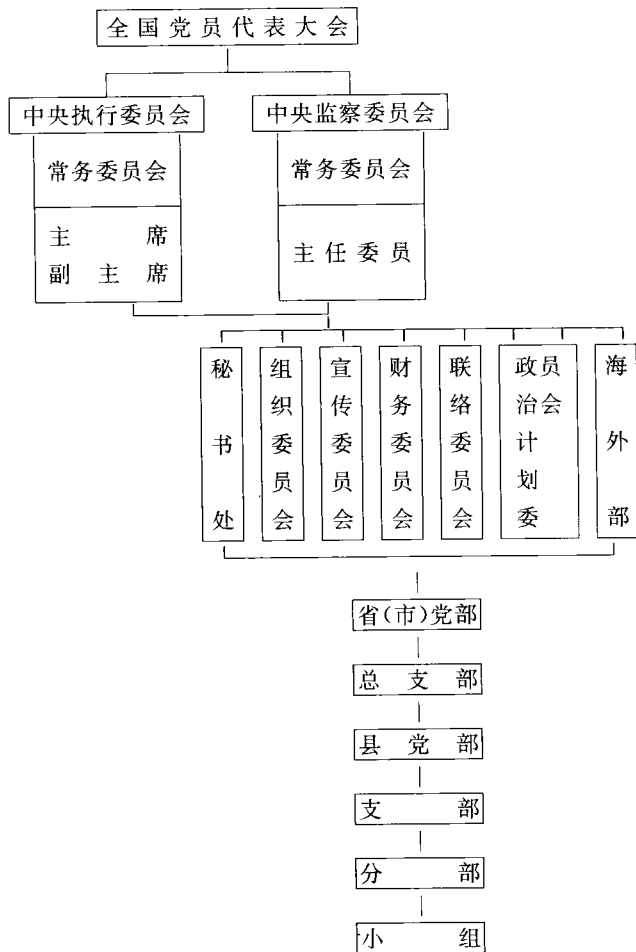 全国党员代表大会
中央执行委员会
中央监察委员会
常务委员会
常务委员会
主席
副主席
主任委员
秘书处
组织委员会
宣传委员会
财务委员会
联络委员会
政治计划委员会
海外部
省(市)党部
总支部
县党部
支部
分部
小组